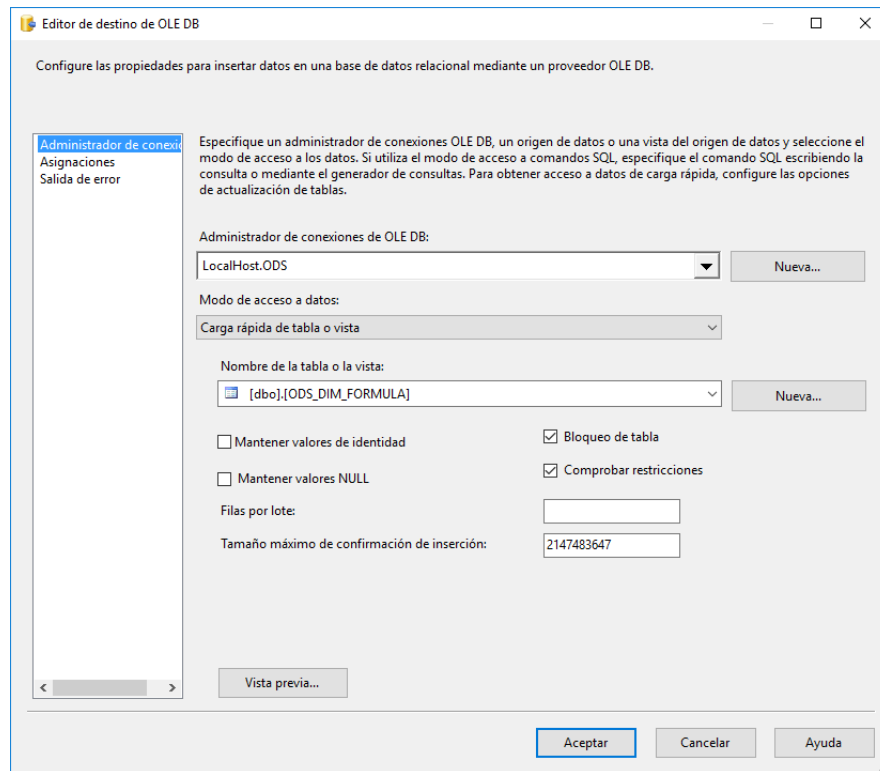 Editor de destino de OLE DB
Configure las propiedades para insertar datos en una base de datos relacional mediante un proveedor OLE DB.
Administrador de conexi
Asignaciones
Salida de error
Especifique un administrador de conexiones OLE DB, un origen de datos o una vista del origen de datos y seleccione el
modo de acceso a los datos. Si utiliza el modo de acceso a comandos SQL, especifique el comando SQL escribiendo la
consulta o mediante el generador de consultas. Para obtener acceso a datos de carga rápida, configure las opciones
de actualización de tablas.
Administrador de conexiones de OLE DB:
LocalHost.ODS
Nueva...
Modo de acceso a datos:
Carga rápida de tabla o vista
Nombre de la tabla o la vista:
[dbo].[ODS_DIM_FORMULA]
Nueva...
Mantener valores de identidad
Bloqueo de tabla
Mantener valores NULL
Comprobar restricciones
Filas por lote:
Tamaño máximo de confirmación de inserción:
2147483647
Vista previa...
Aceptar
Cancelar
Ayuda